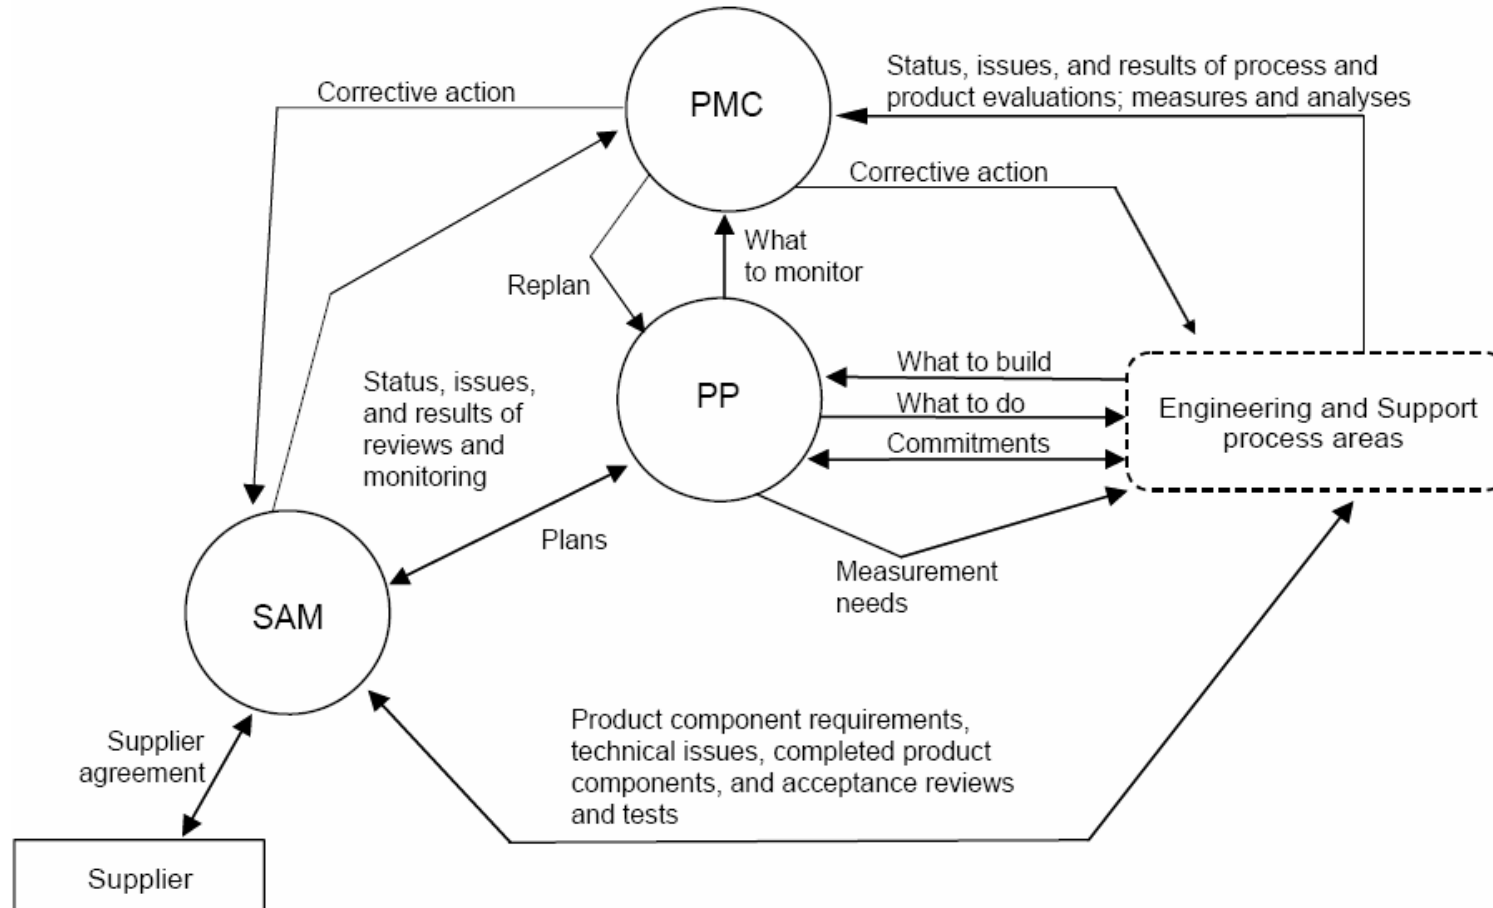 Status, issues, and results of process and
product evaluations; measures and analyses
Corrective action
PMC
Corrective action
What
to monitor
Replan
What to build
Status, issues,
and results of
reviews and
monitoring
PP
What to do
Engineering and Support
process areas
Commitments
Plans
Measurement
needs
SAM
Product component requirements,
technical issues, completed product
components, and acceptance reviews
and tests
Supplier
agreement
Supplier